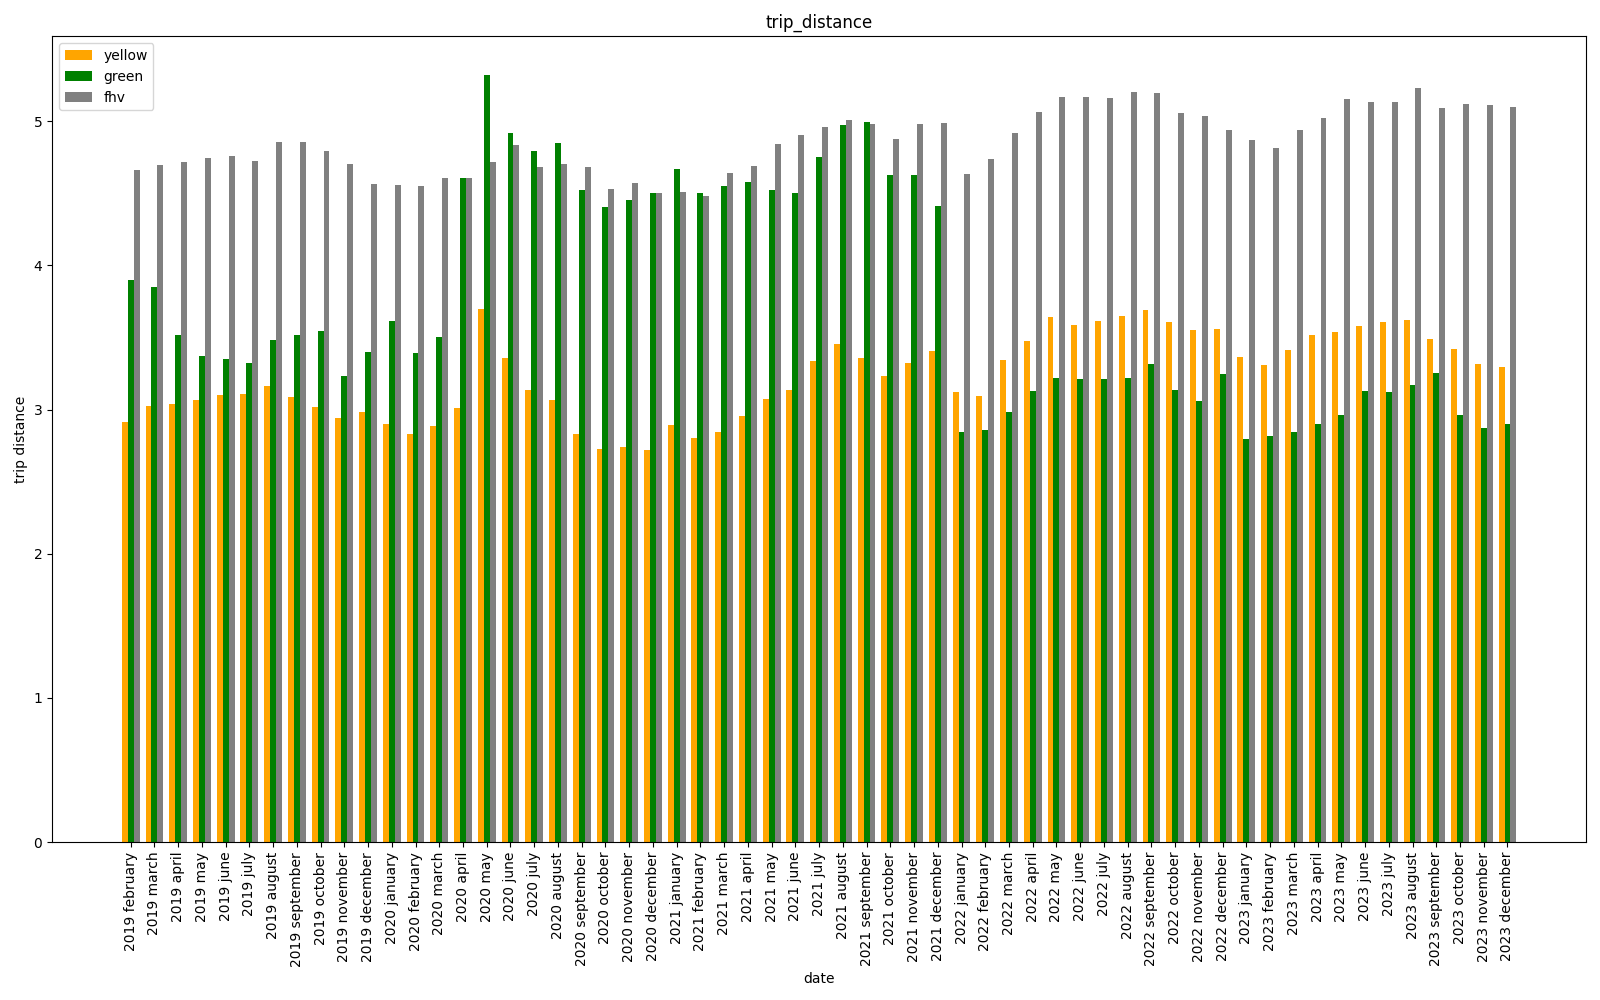 trip_distance
yellow
green
fhv
trip distance
5
4
3
2
1
0
2019 february
2019 march
2019 april
2019 may
2019 june
2019 july
2019 august
2019 september
2019 october
2019 november
2019 december
2020 january
2020 february
2020 march
2020 april
2020 may
2020 june
2020 july
2020 august
2020 september
2020 october
2020 november
2020 december
2021 january
2021 february
2021 march
2021 april
2021 may
2021 june
2021 july
2021 august
2021 september
2021 october
2021 november
2021 december
2022 january
2022 february
2022 march
2022 april
2022 may
2022 june
2022 july
2022 august
2022 september
2022 october
2022 november
2022 december
2023 january
2023 february
2023 march
2023 april
2023 may
2023 june
2023 july
2023 august
2023 september
2023 october
2023 november
2023 december
date